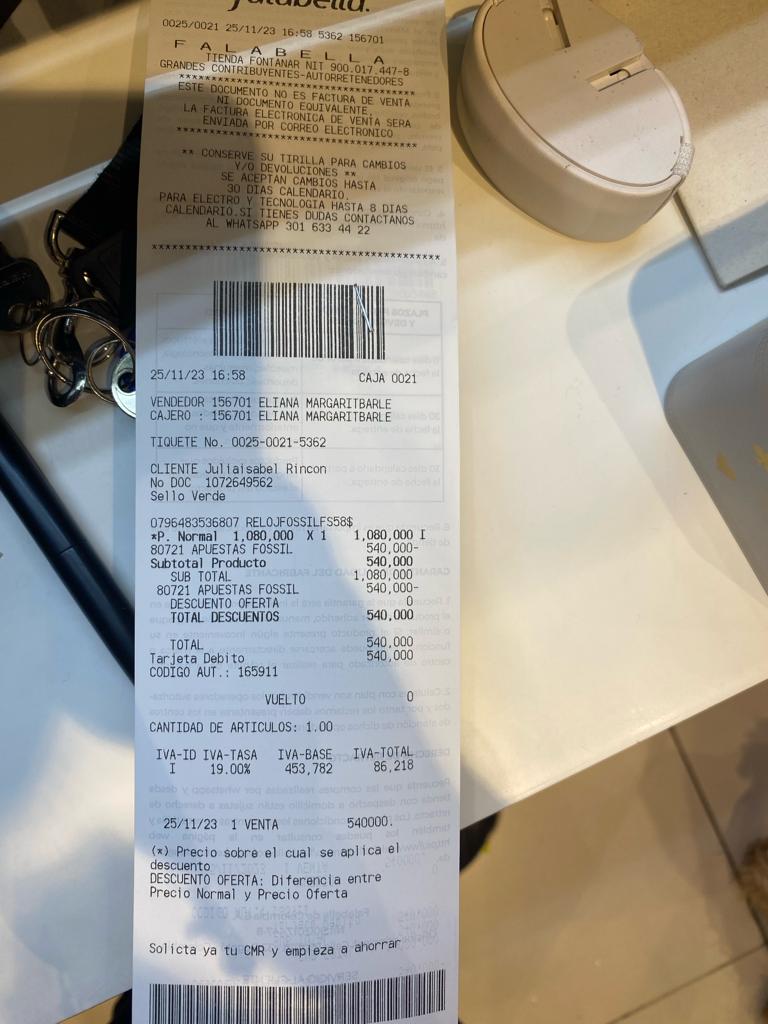 falabella.
0025/0021 25/11/23 16:58 5362 156701
F A L A B E L L A
TIENDA FONTANAR NIT 900.017.447-8
GRANDES CONTRIBUYENTES-AUTORRETENEDORES
****************************************
ESTE DOCUMENTO NO ES FACTURA DE VENTA
NI DOCUMENTO EQUIVALENTE.
LA FACTURA ELECTRONICA DE VENTA SERA
ENVIADA POR CORREO ELECTRONICO
****************************************
** CONSERVE SU TIRILLA PARA CAMBIOS
Y/O DEVOLUCIONES **
SE ACEPTAN CAMBIOS HASTA
30 DIAS CALENDARIO.
PARA ELECTRO Y TECNOLOGIA HASTA 8 DIAS
CALENDARIO.SI TIENES DUDAS CONTACTANOS
AL WHATSAPP 301 633 44 22
****************************************
25/11/23 16:58 CAJA 0021
VENDEDOR 156701 ELIANA MARGARITBARLE
CAJERO : 156701 ELIANA MARGARITBARLE
TIQUETE No. 0025-0021-5362
CLIENTE Juliaisabel Rincon
No DOC 1072649562
Sello Verde
0796483536807 RELOJFOSSILFS58$
*P. Normal 1,080,000 X 1 1,080,000 I
80721 APUESTAS FOSSIL 540,000-
Subtotal Producto 540,000
SUB TOTAL 1,080,000
80721 APUESTAS FOSSIL 540,000-
DESCUENTO OFERTA 0
TOTAL DESCUENTOS 540,000
TOTAL 540,000
Tarjeta Debito 540,000
CODIGO AUT.: 165911
VUELTO 0
CANTIDAD DE ARTICULOS: 1.00
IVA-ID IVA-TASA IVA-BASE IVA-TOTAL
I 19.00% 453,782 86,218
25/11/23 1 VENTA 540000.
(*) Precio sobre el cual se aplica el
descuento
DESCUENTO OFERTA: Diferencia entre
Precio Normal y Precio Oferta
Solicta ya tu CMR y empieza a ahorrar